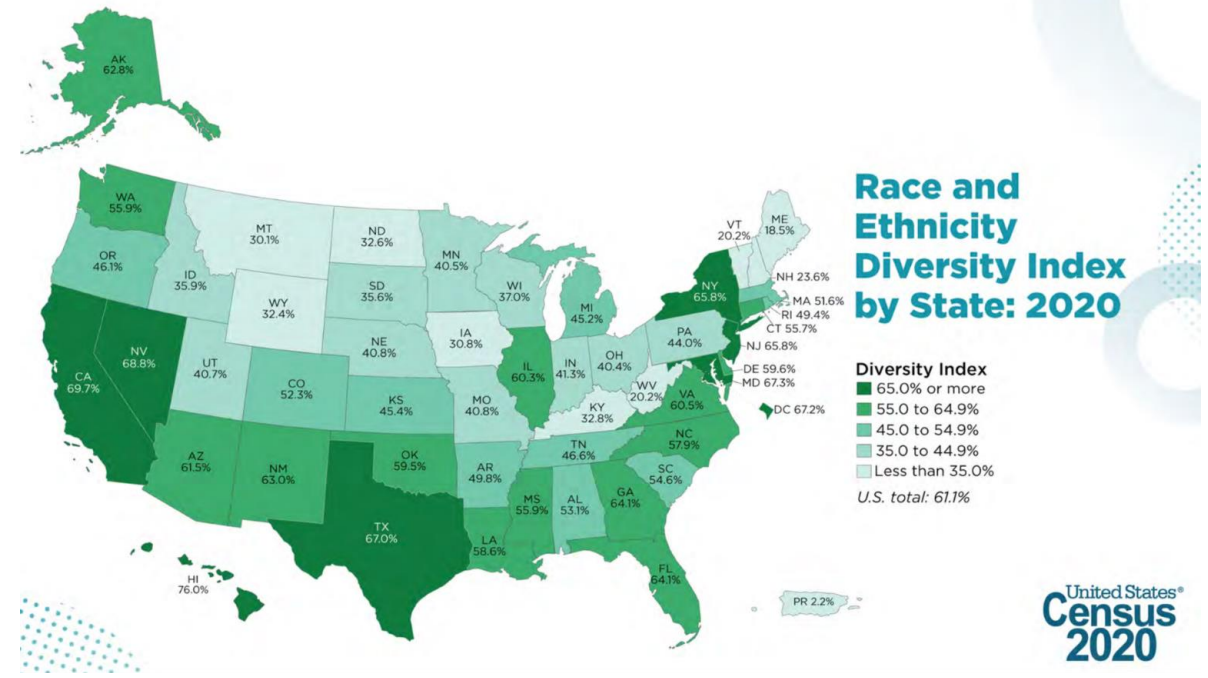 AK
62.8%
WA
55.9%
OR
46.1%
ID
35.9%
MT
30.1%
ND
32.6%
MN
40.5%
VT
20.2%
ME
18.5%
WY
32.4%
SD
35.6%
WI
37.0%
MI
45.2%
NY
65.8%
NH 23.6%
MA 51.6%
RI 49.4%
CT 55.7%
NJ 65.8%
CA
69.7%
NV
68.8%
UT
40.7%
CO
52.3%
NE
40.8%
IA
30.8%
IL
60.3%
IN
41.3%
OH
40.4%
PA
44.0%
DE 59.6%
MD 67.3%
DC 67.2%
KS
45.4%
MO
40.8%
KY
32.8%
WV
20.2%
VA
60.5%
AZ
61.5%
NM
63.0%
OK
59.5%
AR
49.8%
TN
46.6%
NC
57.9%
SC
54.6%
TX
67.0%
LA
58.6%
MS
55.9%
AL
53.1%
GA
64.1%
FL
64.1%
HI
76.0%
PR 2.2%
Race and
Ethnicity
Diversity Index
by State: 2020
Diversity Index
65.0% or more
55.0 to 64.9%
45.0 to 54.9%
35.0 to 44.9%
Less than 35.0%
U.S. total: 61.1%
United States®
Census
2020